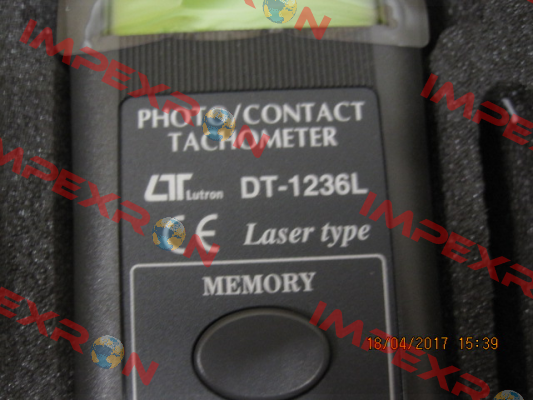 PHOTO/CONTACT
TACHOMETER
Lutron DT-1236L
CE Laser type
MEMORY
18/04/2017 15:39
IMPEXRON
IMPEXRON
IMPEXRON
IMPEXRON
IMPEXRON